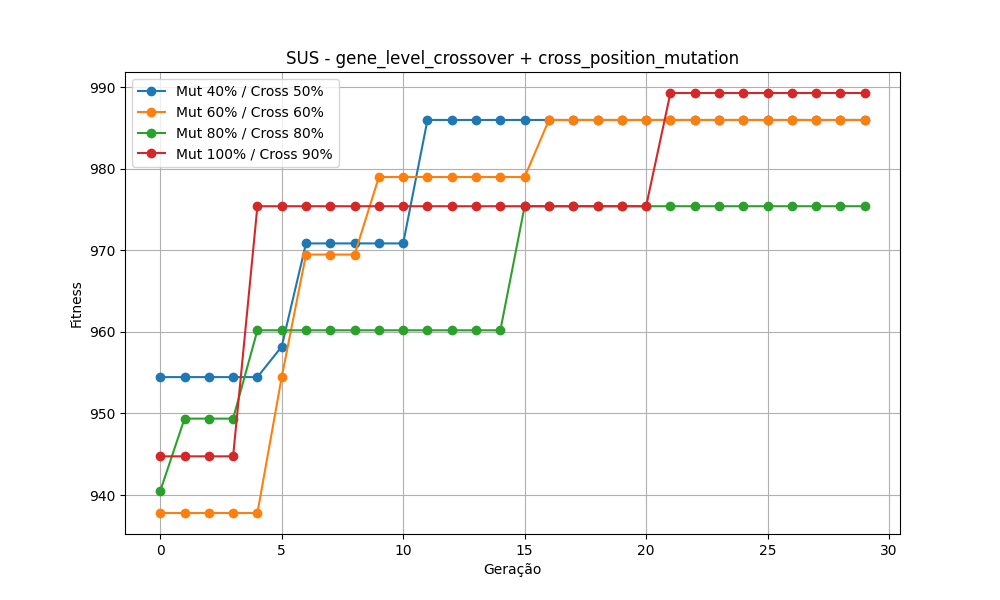 SUS - gene_level_crossover + cross_position_mutation
Mut 40% / Cross 50%
Mut 60% / Cross 60%
Mut 80% / Cross 80%
Mut 100% / Cross 90%
990
980
970
960
950
940
Fitness
0 5 10 15 20 25 30
Geração